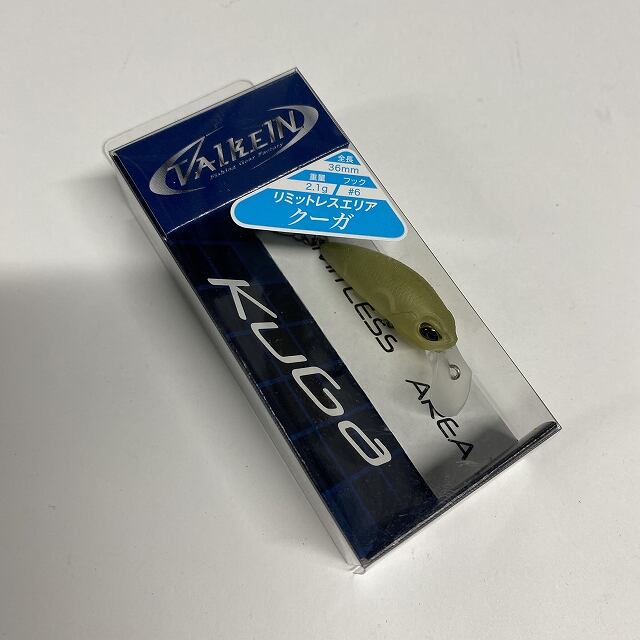 VALKEIN
Fishing Gear Factory
全長
36mm
重量 フック
2.1g #6
リミットレスエリア
クーガ
KUGa
LIMITLESS
AREA